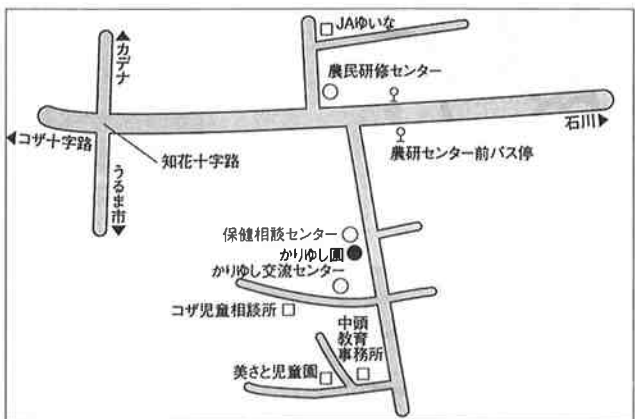 JAゆいな
▲カデナ
農民研修センター
石川▶
◀コザ十字路
知花十字路
農研センター前バス停
うるま市▼
保健相談センター
かりゆし園
かりゆし交流センター
コザ児童相談所
中頭
教育
事務所
美さと児童園